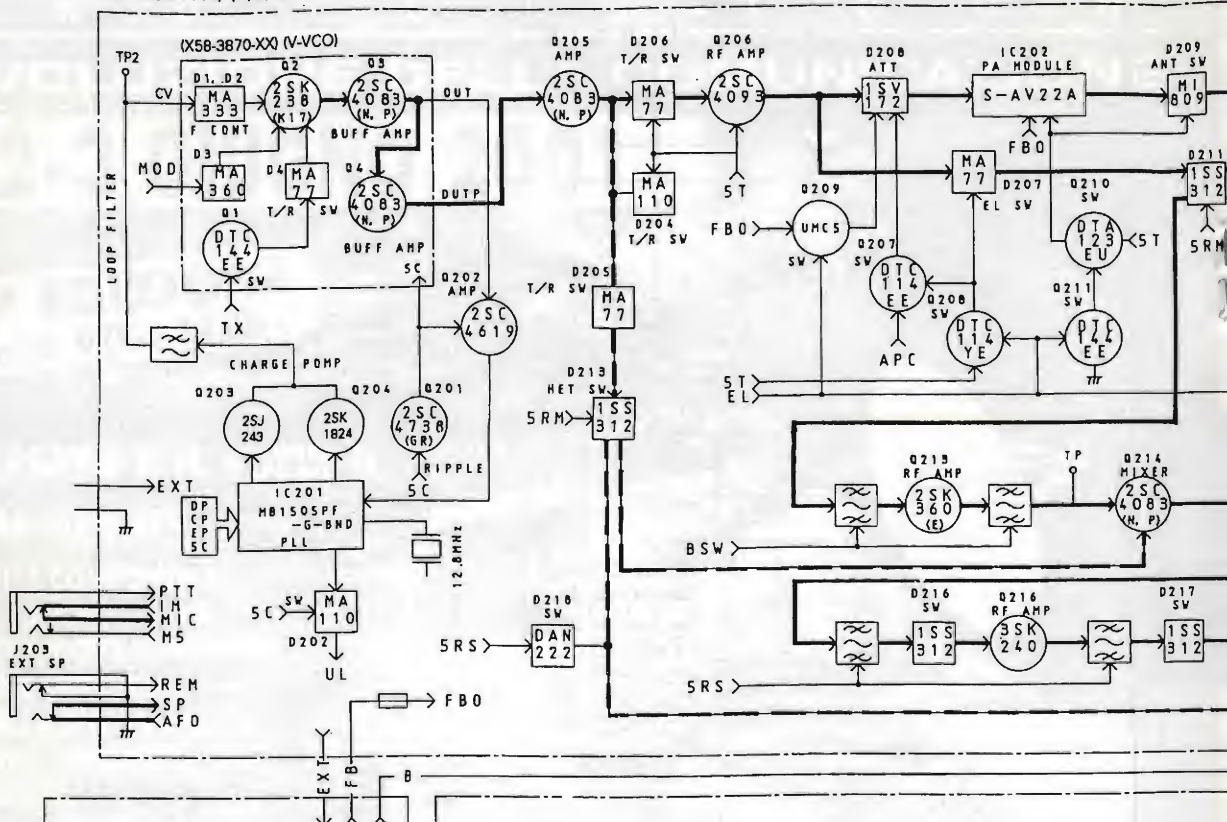 (X58-3870-XX) (V-VCO)
TP2
CV
D1, D2
MA
333
F CONT
Q2
2SK
238
(K17)
Q3
2SC
4083
(N, P)
BUFF AMP
OUT
MOD
D3
MA
360
D4
MA
77
T/R SW
Q4
2SC
4083
(N, P)
BUFF AMP
OUTP
Q1
DTC
144
EE
SW
TX
LOOP FILTER
Q205
AMP
2SC
4083
(N, P)
D206
T/R SW
MA
77
Q206
RF AMP
2SC
4093
MA
110
D204
T/R SW
5T
D208
ATT
1SV
172
IC202
PA MODULE
S-AV22A
FBO
D209
ANT SW
MI
809
D211
1SS
312
5RM
MA
77
D207
EL SW
Q209
FBO
UMC5
SW
Q207
SW
DTC
114
EE
APC
Q208
SW
DTC
114
YE
Q210
SW
DTA
123
EU
5T
Q211
SW
DTC
144
EE
5T
EL
5C
Q202
AMP
2SC
4619
D205
T/R SW
MA
77
CHARGE POMP
Q203
2SJ
243
Q204
2SK
1824
Q201
2SC
4738
(GR)
RIPPLE
5C
D213
HET SW
5RM
1SS
312
EXT
DP
CP
EP
5C
IC201
MB1505PF
-G-BND
PLL
12.8MHz
Q213
RF AMP
2SK
360
(E)
TP
Q214
MIXER
2SC
4083
(N, P)
BSW
5C
SW
MA
110
D202
UL
PTT
IM
MIC
MS
J203
EXT SP
REM
SP
AFO
D218
SW
5RS
DAN
222
D216
SW
1SS
312
Q216
RF AMP
3SK
240
D217
SW
1SS
312
5RS
FBO
EXT
FB
B